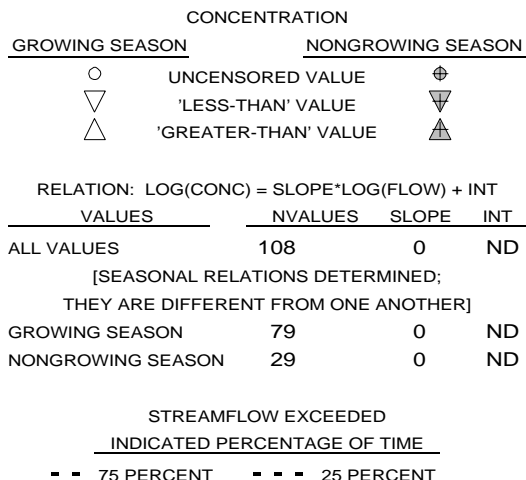 CONCENTRATION
GROWING SEASON NONGROWING SEASON
UNCENSORED VALUE
'LESS-THAN' VALUE
'GREATER-THAN' VALUE
RELATION: LOG(CONC) = SLOPE*LOG(FLOW) + INT
VALUES NVALUES SLOPE INT
ALL VALUES 108 0 ND
[SEASONAL RELATIONS DETERMINED;
THEY ARE DIFFERENT FROM ONE ANOTHER]
GROWING SEASON 79 0 ND
NONGROWING SEASON 29 0 ND
STREAMFLOW EXCEEDED
INDICATED PERCENTAGE OF TIME
75 PERCENT 25 PERCENT